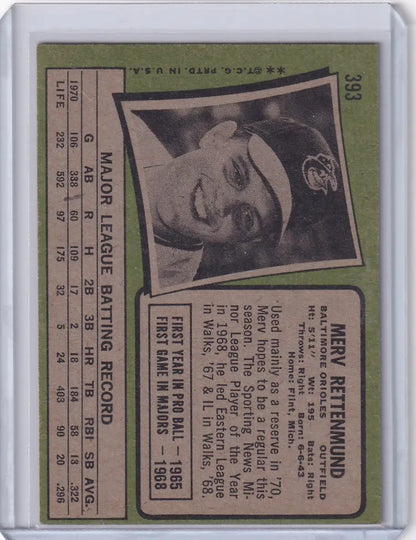 393
MERV RETTENMUND
BALTIMORE ORIOLES OUTFIELD
Ht: 5'11" Wt: 195 Bats: Right
Throws: Right Born: 6-6-43
Home: Flint, Mich.
Used mainly as a reserve in '70,
Merv hopes to be a regular this
season. The Sporting News Mi-
nor League Player of the Year
in 1968, he led Eastern League
in Walks, '67 & IL in Walks, '68.
FIRST YEAR IN PRO BALL — 1965
FIRST GAME IN MAJORS — 1968
**©T.C.G. PRTD. IN U.S.A.
MAJOR LEAGUE BATTING RECORD
G AB R H 2B 3B HR TB RBI SB AVG.
1970 106 338 60 109 17 2 18 184 58 13 .322
LIFE 232 592 97 175 32 5 24 403 90 20 .296